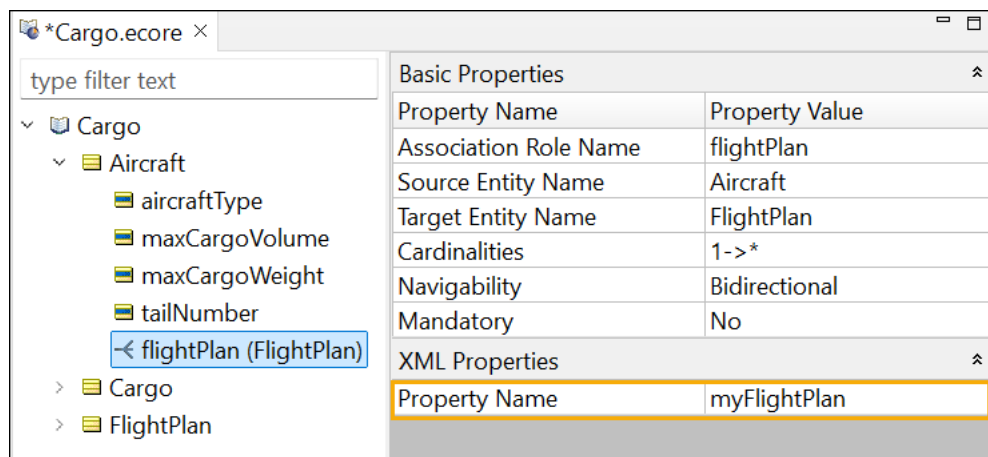 *Cargo.ecore
type filter text
Cargo
Aircraft
aircraftType
maxCargoVolume
maxCargoWeight
tailNumber
flightPlan (FlightPlan)
Cargo
FlightPlan
Basic Properties
Property Name Property Value
Association Role Name flightPlan
Source Entity Name Aircraft
Target Entity Name FlightPlan
Cardinalities 1->*
Navigability Bidirectional
Mandatory No
XML Properties
Property Name myFlightPlan